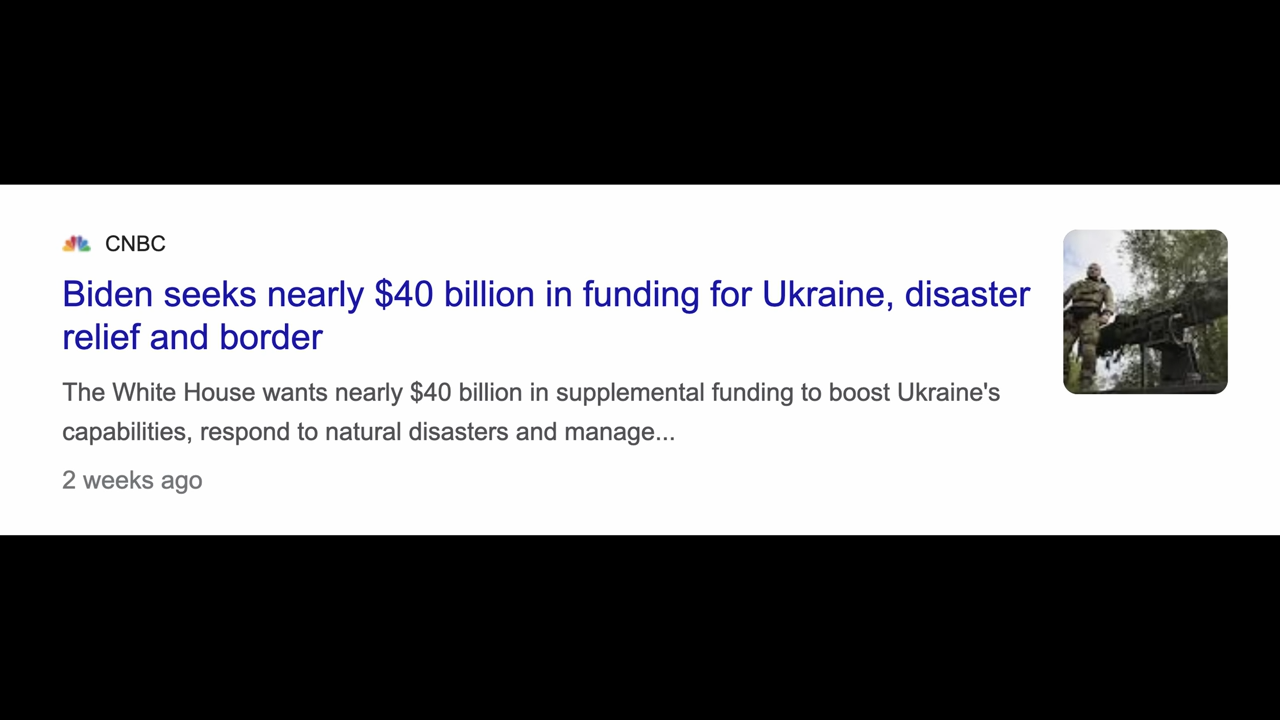 CNBC
Biden seeks nearly $40 billion in funding for Ukraine, disaster
relief and border
The White House wants nearly $40 billion in supplemental funding to boost Ukraine's
capabilities, respond to natural disasters and manage...
2 weeks ago